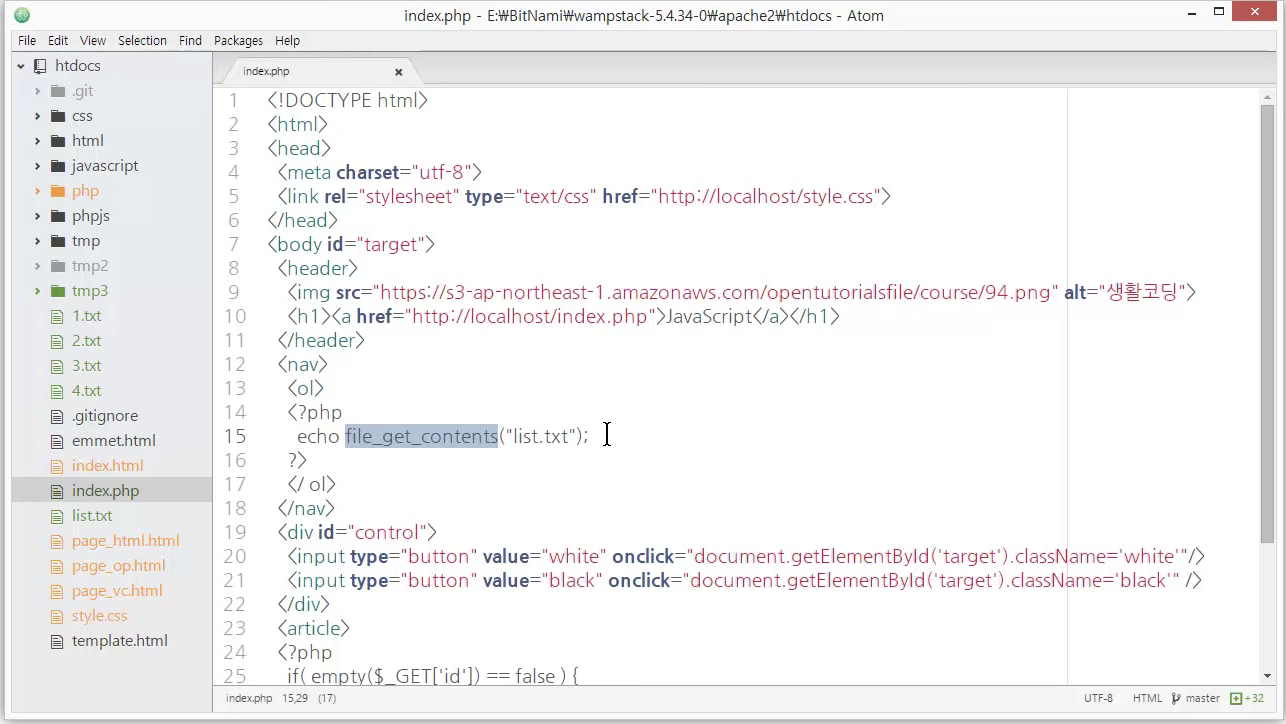 index.php - E:₩BitNami₩wampstack-5.4.34-0₩apache2₩htdocs - Atom
File Edit View Selection Find Packages Help
htdocs
.git
css
html
javascript
php
phpjs
tmp
tmp2
tmp3
1.txt
2.txt
3.txt
4.txt
.gitignore
emmet.html
index.html
index.php
list.txt
page_html.html
page_op.html
page_vc.html
style.css
template.html
index.php
1 <!DOCTYPE html>
2 <html>
3 <head>
4 <meta charset="utf-8">
5 <link rel="stylesheet" type="text/css" href="http://localhost/style.css">
6 </head>
7 <body id="target">
8 <header>
9 <img src="https://s3-ap-northeast-1.amazonaws.com/opentutorialsfile/course/94.png" alt="생활코딩">
10 <h1><a href="http://localhost/index.php">JavaScript</a></h1>
11 </header>
12 <nav>
13 <ol>
14 <?php
15 echo file_get_contents("list.txt");
16 ?>
17 </ ol>
18 </nav>
19 <div id="control">
20 <input type="button" value="white" onclick="document.getElementById('target').className='white'"/>
21 <input type="button" value="black" onclick="document.getElementById('target').className='black'" />
22 </div>
23 <article>
24 <?php
25 if( empty($_GET['id']) == false ) {
index.php 15,29 (17) UTF-8 HTML master +32